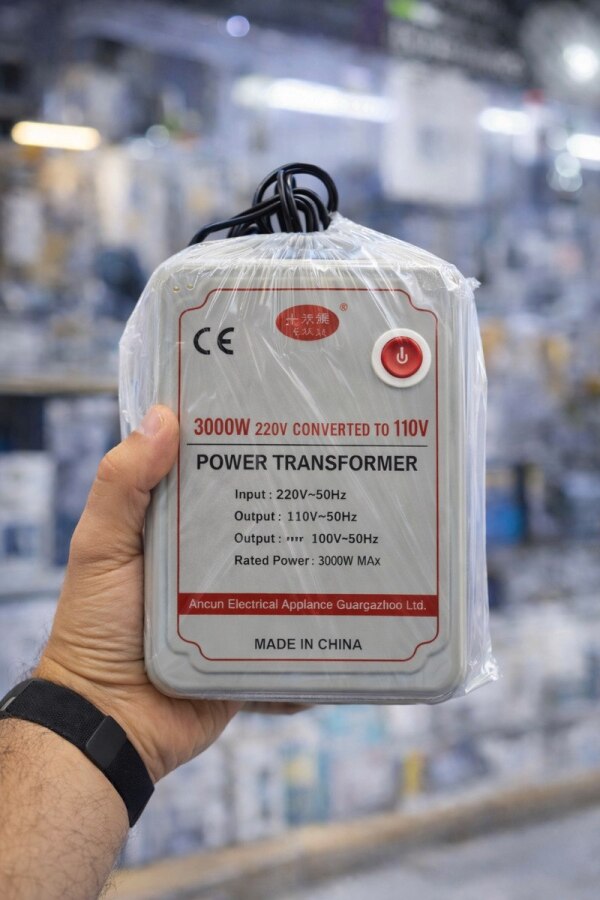 CE
®
3000W 220V CONVERTED TO 110V
POWER TRANSFORMER
Input : 220V~50Hz
Output : 110V~50Hz
Output : 100V~50Hz
Rated Power : 3000W MAx
Ancun Electrical Applance Guargazhoo Ltd.
MADE IN CHINA